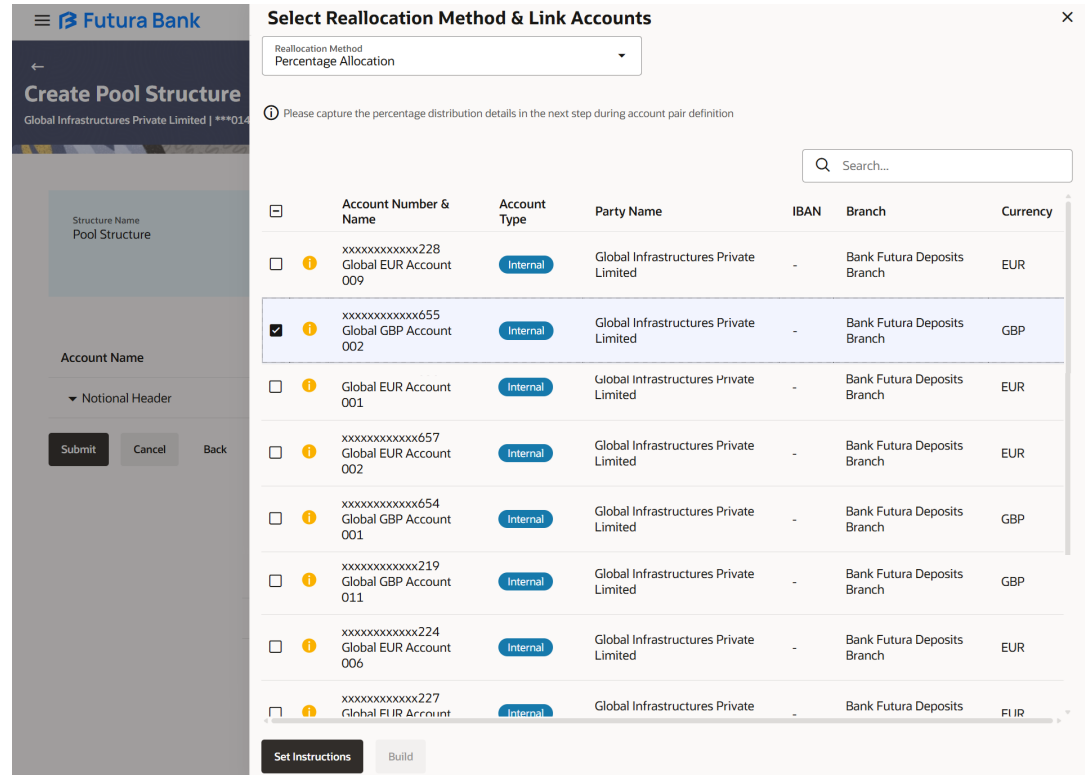 Futura Bank
Create Pool Structure
Global Infrastructures Private Limited | ***014
Structure Name
Pool Structure
Account Name
Notional Header
Submit Cancel Back
Select Reallocation Method & Link Accounts
Reallocation Method
Percentage Allocation
Please capture the percentage distribution details in the next step during account pair definition
Search...
Account Number & Name Account Type Party Name IBAN Branch Currency
xxxxxxxxxxxx228
Global EUR Account 009 Internal Global Infrastructures Private Limited - Bank Futura Deposits Branch EUR
xxxxxxxxxxxx655
Global GBP Account 002 Internal Global Infrastructures Private Limited - Bank Futura Deposits Branch GBP
Global EUR Account 001 Internal Global Infrastructures Private Limited - Bank Futura Deposits Branch EUR
xxxxxxxxxxxx657
Global EUR Account 002 Internal Global Infrastructures Private Limited - Bank Futura Deposits Branch EUR
xxxxxxxxxxxx654
Global GBP Account 001 Internal Global Infrastructures Private Limited - Bank Futura Deposits Branch GBP
xxxxxxxxxxxx219
Global GBP Account 011 Internal Global Infrastructures Private Limited - Bank Futura Deposits Branch GBP
xxxxxxxxxxxx224
Global EUR Account 006 Internal Global Infrastructures Private Limited - Bank Futura Deposits Branch EUR
xxxxxxxxxxxx227
Global EUR Account Internal Global Infrastructures Private - Bank Futura Deposits EUR
Set Instructions Build